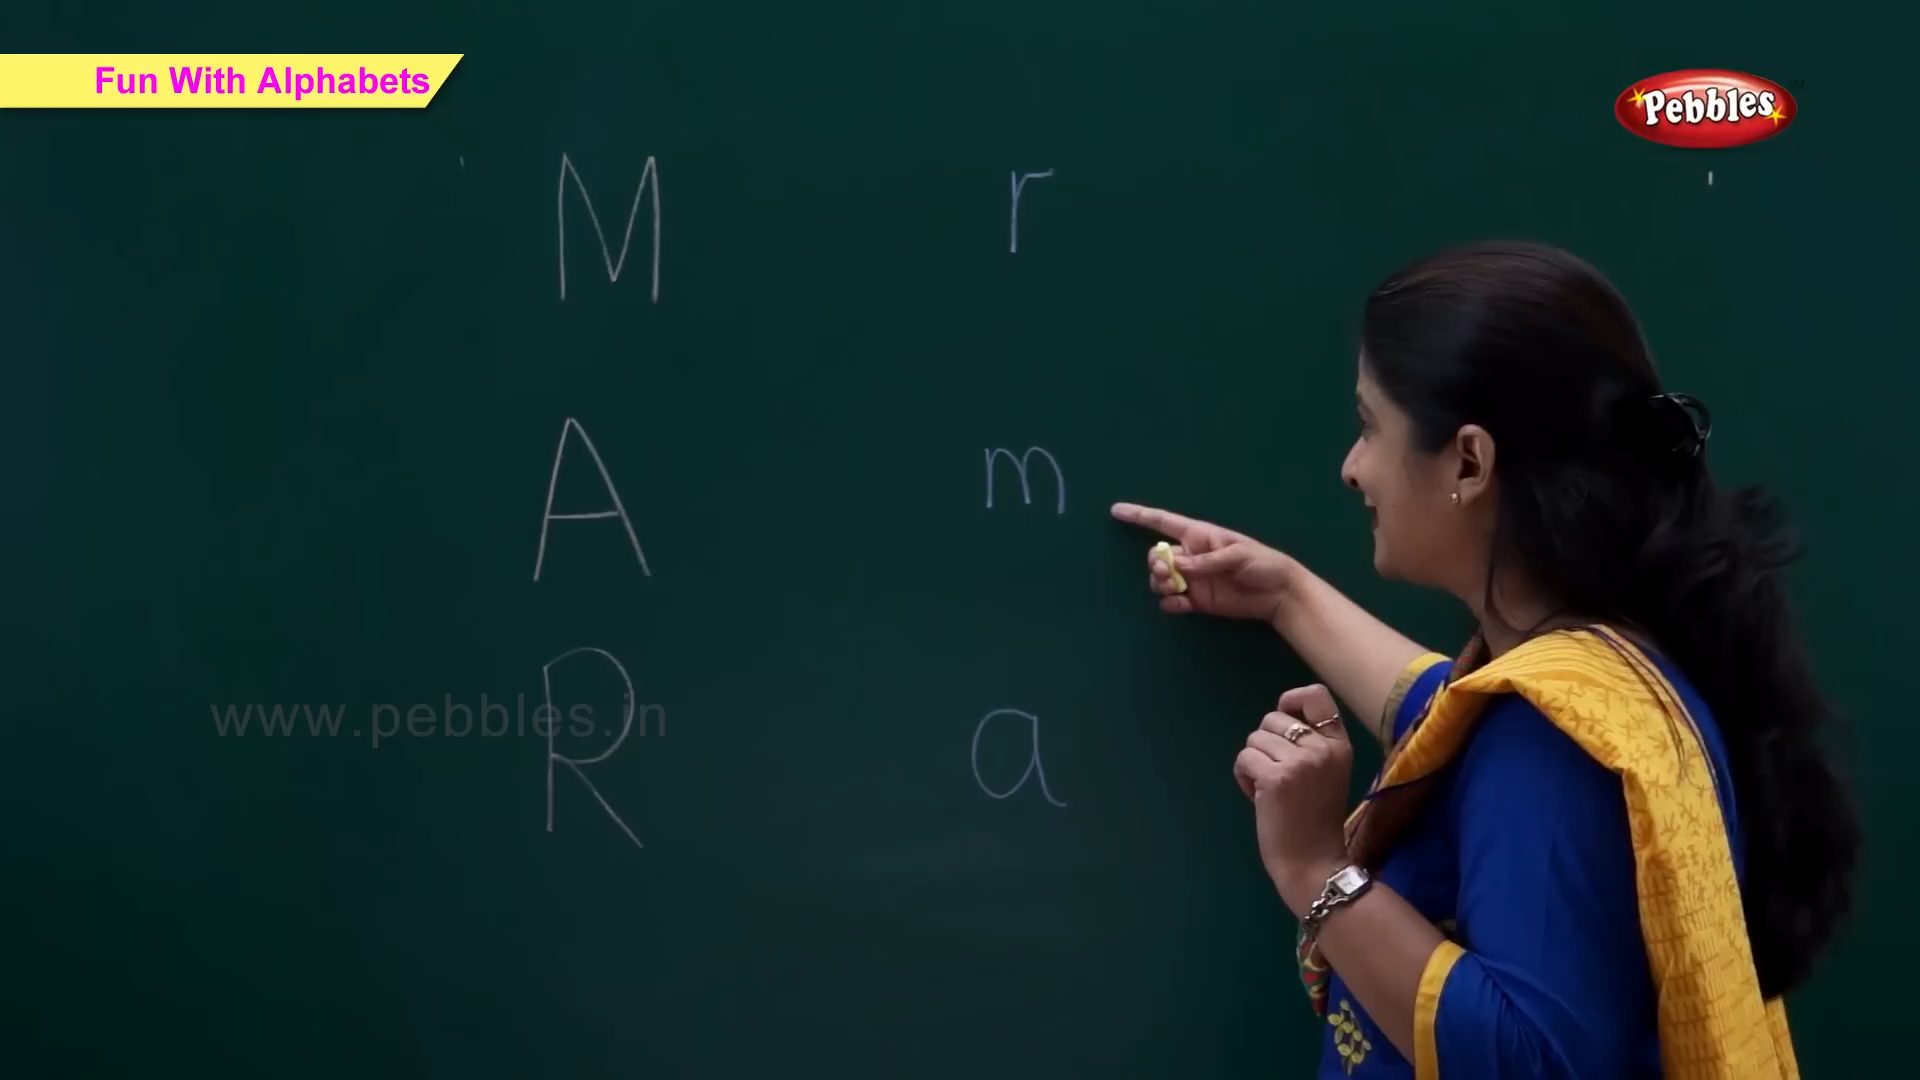 Fun With Alphabets
Pebbles
M r
A m
www.pebbles.in
R a